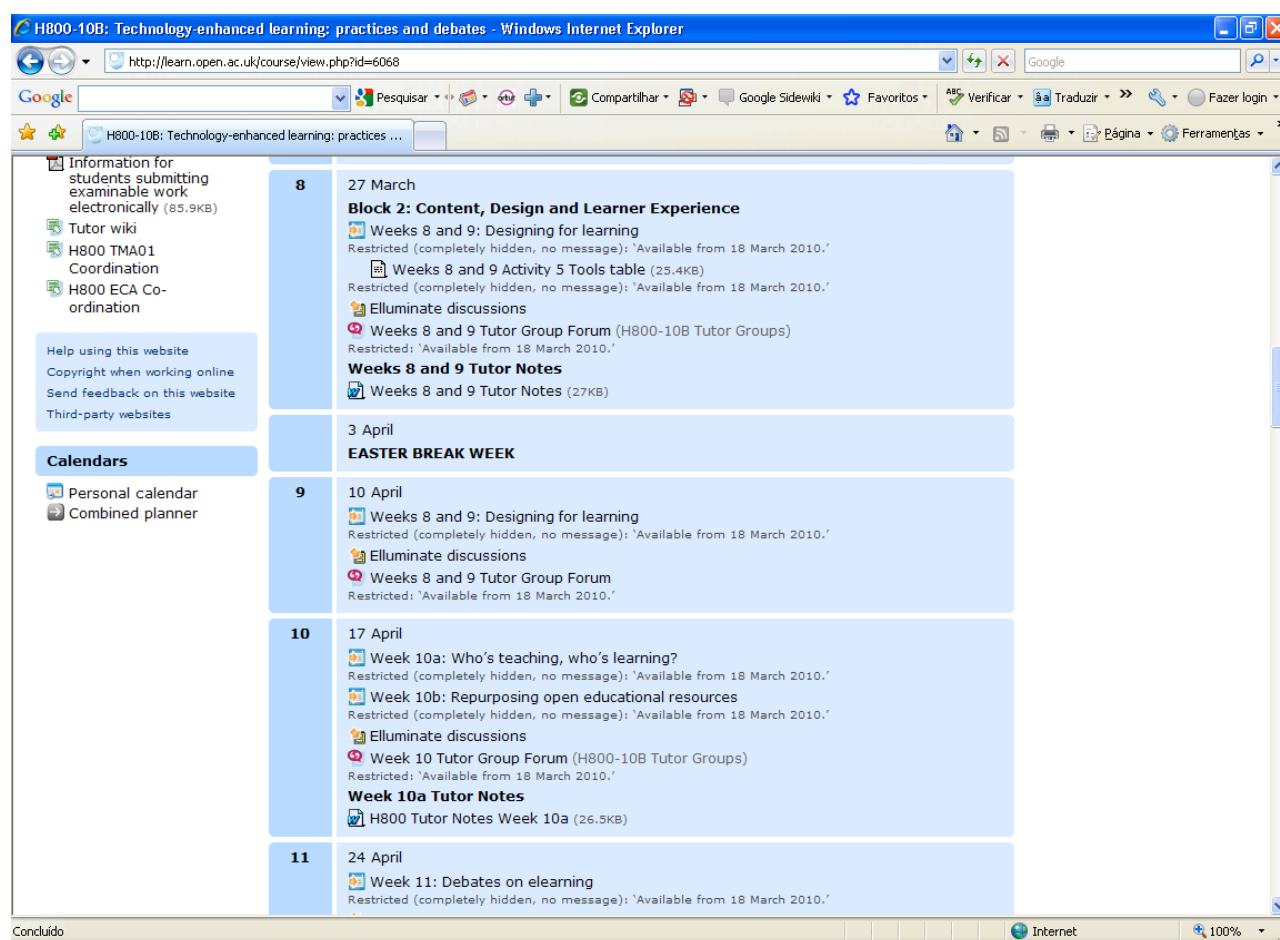 H800-10B: Technology-enhanced learning: practices and debates - Windows Internet Explorer
http://learn.open.ac.uk/course/view.php?id=6068
Google
Google
Pesquisar
ortut
Compartilhar
Google Sidewiki
Favoritos
ABC Verificar
Traduzir
Fazer login
H800-10B: Technology-enhanced learning: practices ...
Página
Ferramentas
Information for
students submitting
examinable work
electronically (85.9KB)
Tutor wiki
H800 TMA01
Coordination
H800 ECA Co-
ordination
Help using this website
Copyright when working online
Send feedback on this website
Third-party websites
Calendars
Personal calendar
Combined planner
8
27 March
Block 2: Content, Design and Learner Experience
Weeks 8 and 9: Designing for learning
Restricted (completely hidden, no message): 'Available from 18 March 2010.'
Weeks 8 and 9 Activity 5 Tools table (25.4KB)
Restricted (completely hidden, no message): 'Available from 18 March 2010.'
Elluminate discussions
Weeks 8 and 9 Tutor Group Forum (H800-10B Tutor Groups)
Restricted: 'Available from 18 March 2010.'
Weeks 8 and 9 Tutor Notes
Weeks 8 and 9 Tutor Notes (27KB)
3 April
EASTER BREAK WEEK
9
10 April
Weeks 8 and 9: Designing for learning
Restricted (completely hidden, no message): 'Available from 18 March 2010.'
Elluminate discussions
Weeks 8 and 9 Tutor Group Forum
Restricted: 'Available from 18 March 2010.'
10
17 April
Week 10a: Who's teaching, who's learning?
Restricted (completely hidden, no message): 'Available from 18 March 2010.'
Week 10b: Repurposing open educational resources
Restricted (completely hidden, no message): 'Available from 18 March 2010.'
Elluminate discussions
Week 10 Tutor Group Forum (H800-10B Tutor Groups)
Restricted: 'Available from 18 March 2010.'
Week 10a Tutor Notes
H800 Tutor Notes Week 10a (26.5KB)
11
24 April
Week 11: Debates on elearning
Restricted (completely hidden, no message): 'Available from 18 March 2010.'
Concluído
Internet
100%